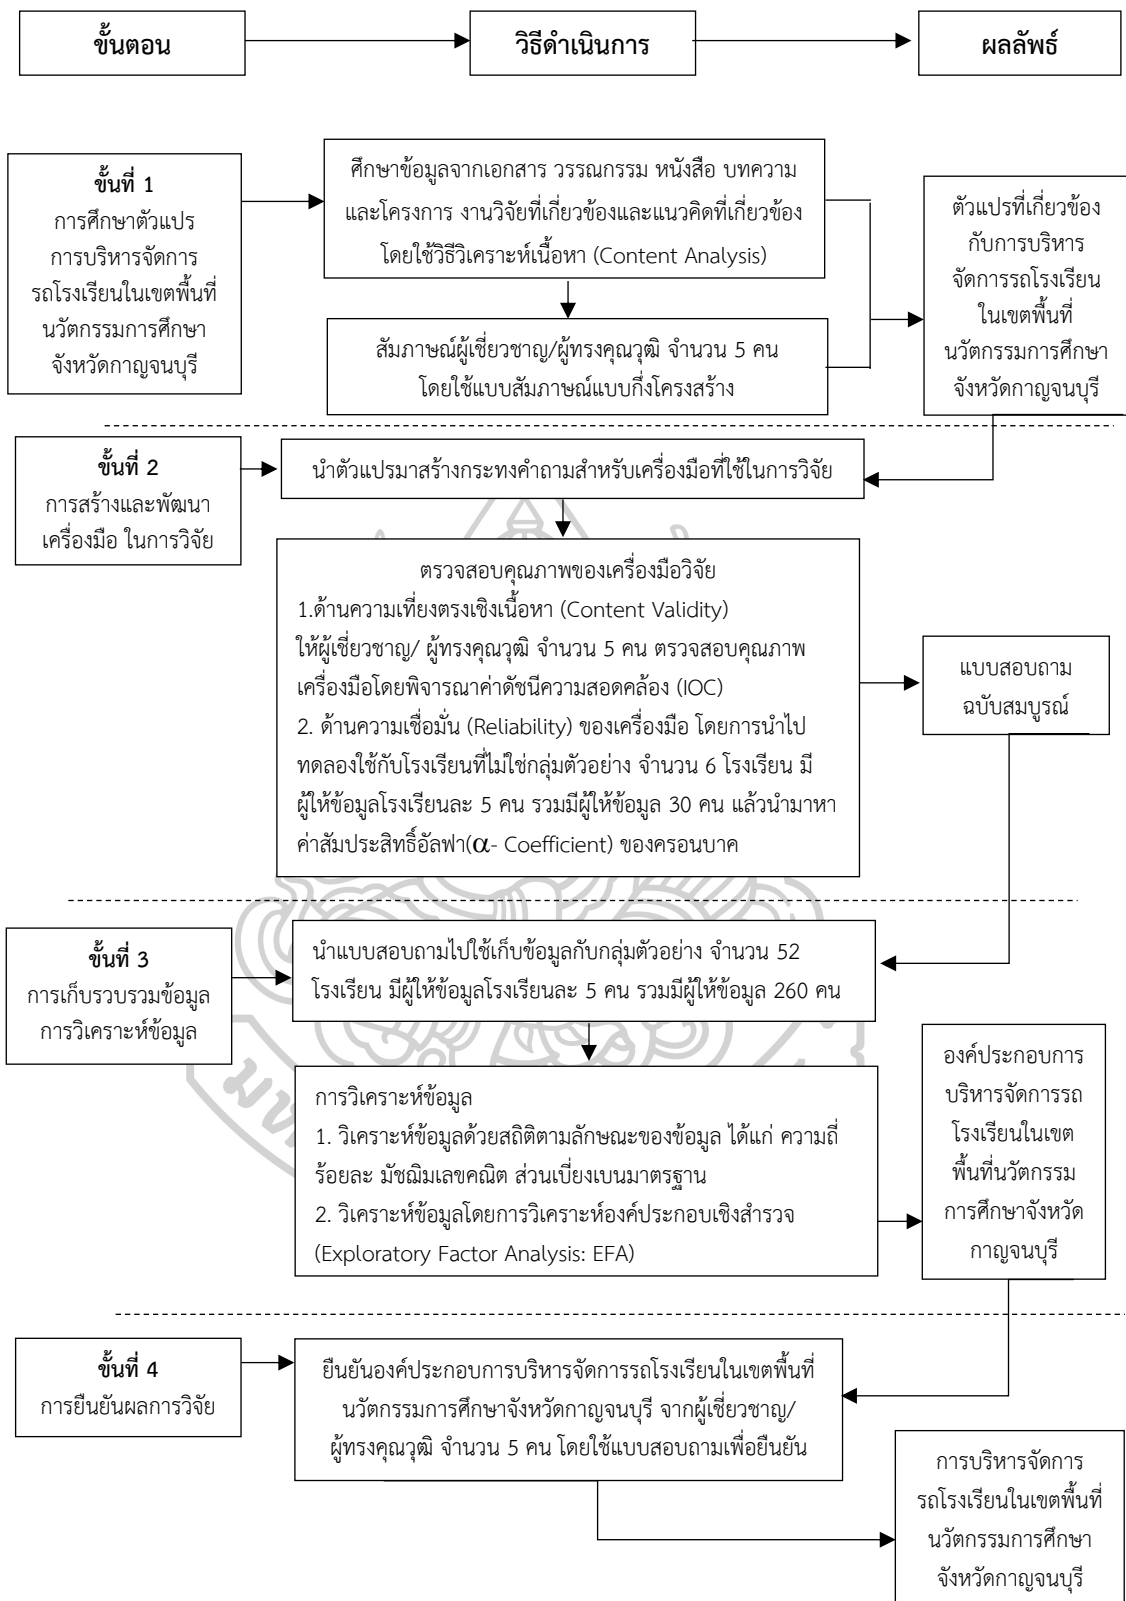 ขั้นตอน
วิธีดำเนินการ
ผลลัพธ์
ขั้นที่ 1
การศึกษาตัวแปร
การบริหารจัดการ
รถโรงเรียนในเขตพื้นที่
นวัตกรรมการศึกษา
จังหวัดกาญจนบุรี
ศึกษาข้อมูลจากเอกสาร วรรณกรรม หนังสือ บทความ
และโครงการ งานวิจัยที่เกี่ยวข้องและแนวคิดที่เกี่ยวข้อง
โดยใช้วิธีวิเคราะห์เนื้อหา (Content Analysis)
สัมภาษณ์ผู้เชี่ยวชาญ/ผู้ทรงคุณวุฒิ จำนวน 5 คน
โดยใช้แบบสัมภาษณ์แบบกึ่งโครงสร้าง
ตัวแปรที่เกี่ยวข้อง
กับการบริหาร
จัดการรถโรงเรียน
ในเขตพื้นที่
นวัตกรรมการศึกษา
จังหวัดกาญจนบุรี
ขั้นที่ 2
การสร้างและพัฒนา
เครื่องมือ ในการวิจัย
นำตัวแปรมาสร้างกระทงคำถามสำหรับเครื่องมือที่ใช้ในการวิจัย
ตรวจสอบคุณภาพของเครื่องมือวิจัย
1.ด้านความเที่ยงตรงเชิงเนื้อหา (Content Validity)
ให้ผู้เชี่ยวชาญ/ ผู้ทรงคุณวุฒิ จำนวน 5 คน ตรวจสอบคุณภาพ
เครื่องมือโดยพิจารณาค่าดัชนีความสอดคล้อง (IOC)
2. ด้านความเชื่อมั่น (Reliability) ของเครื่องมือ โดยการนำไป
ทดลองใช้กับโรงเรียนที่ไม่ใช่กลุ่มตัวอย่าง จำนวน 6 โรงเรียน มี
ผู้ให้ข้อมูลโรงเรียนละ 5 คน รวมมีผู้ให้ข้อมูล 30 คน แล้วนำมาหา
ค่าสัมประสิทธิ์อัลฟา(α- Coefficient) ของครอนบาค
แบบสอบถาม
ฉบับสมบูรณ์
ขั้นที่ 3
การเก็บรวบรวมข้อมูล
การวิเคราะห์ข้อมูล
นำแบบสอบถามไปใช้เก็บข้อมูลกับกลุ่มตัวอย่าง จำนวน 52
โรงเรียน มีผู้ให้ข้อมูลโรงเรียนละ 5 คน รวมมีผู้ให้ข้อมูล 260 คน
การวิเคราะห์ข้อมูล
1. วิเคราะห์ข้อมูลด้วยสถิติตามลักษณะของข้อมูล ได้แก่ ความถี่
ร้อยละ มัชฌิมเลขคณิต ส่วนเบี่ยงเบนมาตรฐาน
2. วิเคราะห์ข้อมูลโดยการวิเคราะห์องค์ประกอบเชิงสำรวจ
(Exploratory Factor Analysis: EFA)
องค์ประกอบการ
บริหารจัดการรถ
โรงเรียนในเขต
พื้นที่นวัตกรรม
การศึกษาจังหวัด
กาญจนบุรี
ขั้นที่ 4
การยืนยันผลการวิจัย
ยืนยันองค์ประกอบการบริหารจัดการรถโรงเรียนในเขตพื้นที่
นวัตกรรมการศึกษาจังหวัดกาญจนบุรี จากผู้เชี่ยวชาญ/
ผู้ทรงคุณวุฒิ จำนวน 5 คน โดยใช้แบบสอบถามเพื่อยืนยัน
การบริหารจัดการ
รถโรงเรียนในเขตพื้นที่
นวัตกรรมการศึกษา
จังหวัดกาญจนบุรี